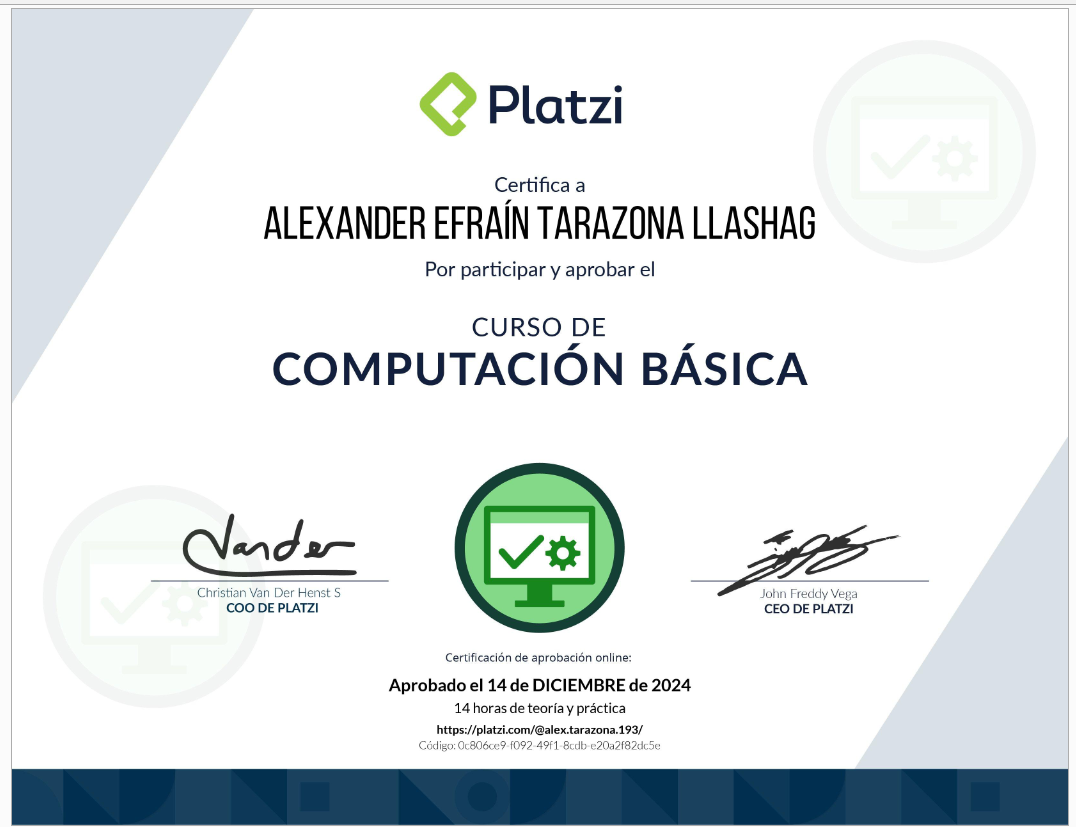 Platzi
Certifica a
ALEXANDER EFRAÍN TARAZONA LLASHAG
Por participar y aprobar el
CURSO DE
COMPUTACIÓN BÁSICA
Vander
Christian Van Der Henst S
COO DE PLATZI
John Freddy Vega
CEO DE PLATZI
Certificación de aprobación online:
Aprobado el 14 de DICIEMBRE de 2024
14 horas de teoría y práctica
https://platzi.com/@alex.tarazona.193/
Código: 0c806ce9-f092-49f1-8cdb-e20a2f82dc5e